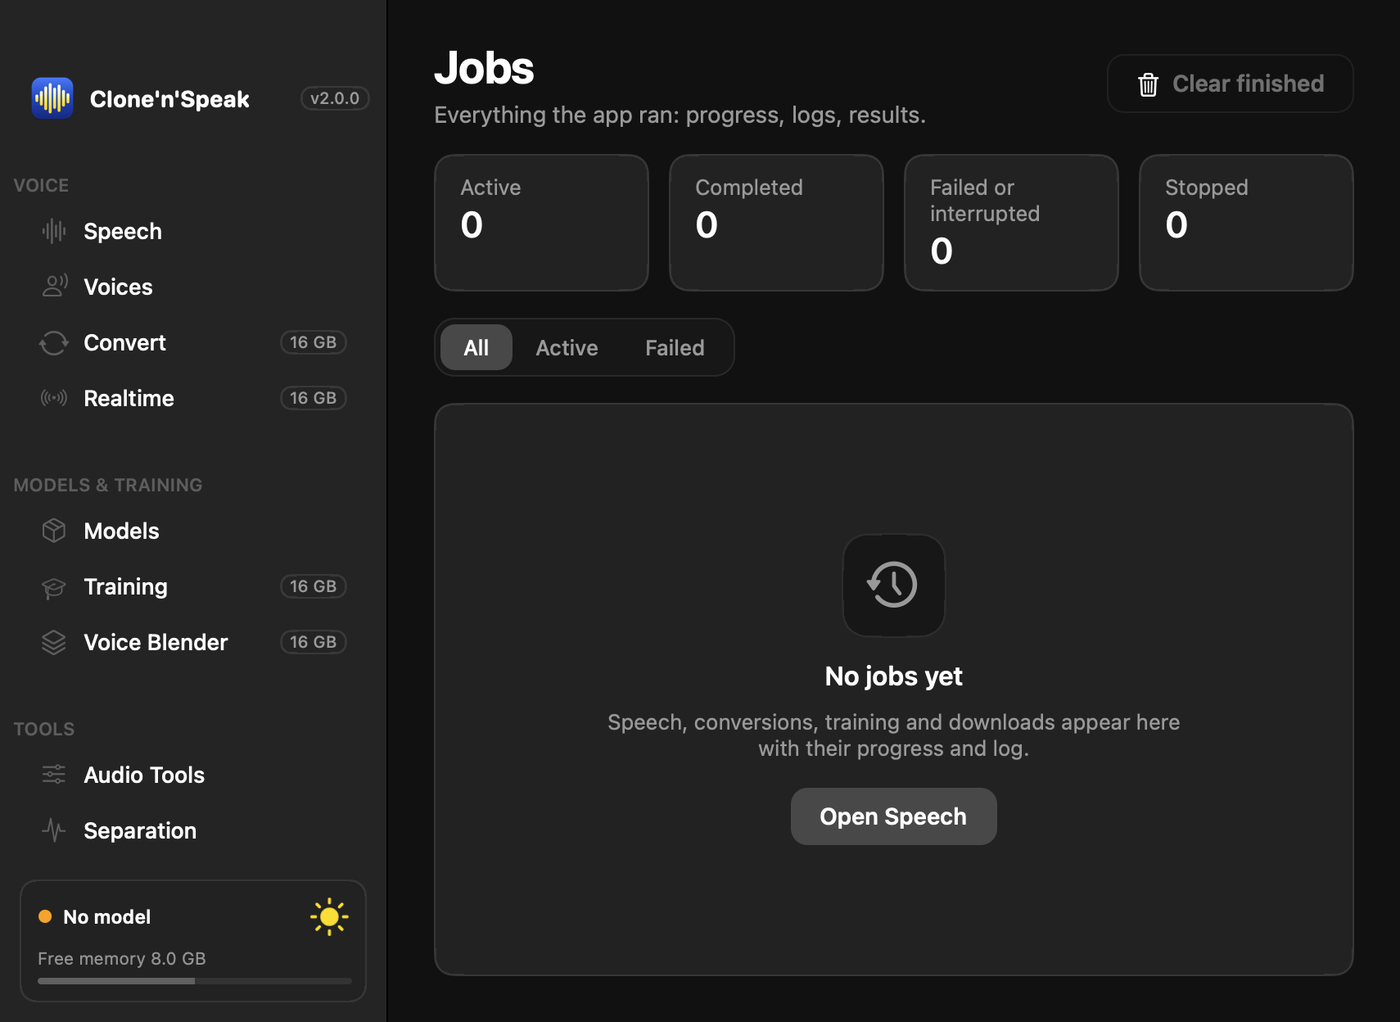 Clone'n'Speak
v2.0.0
VOICE
Speech
Voices
Convert
16 GB
Realtime
16 GB
MODELS & TRAINING
Models
Training
16 GB
Voice Blender
16 GB
TOOLS
Audio Tools
Separation
No model
Free memory 8.0 GB
Jobs
Everything the app ran: progress, logs, results.
Clear finished
Active
0
Completed
0
Failed or
interrupted
0
Stopped
0
All
Active
Failed
No jobs yet
Speech, conversions, training and downloads appear here
with their progress and log.
Open Speech